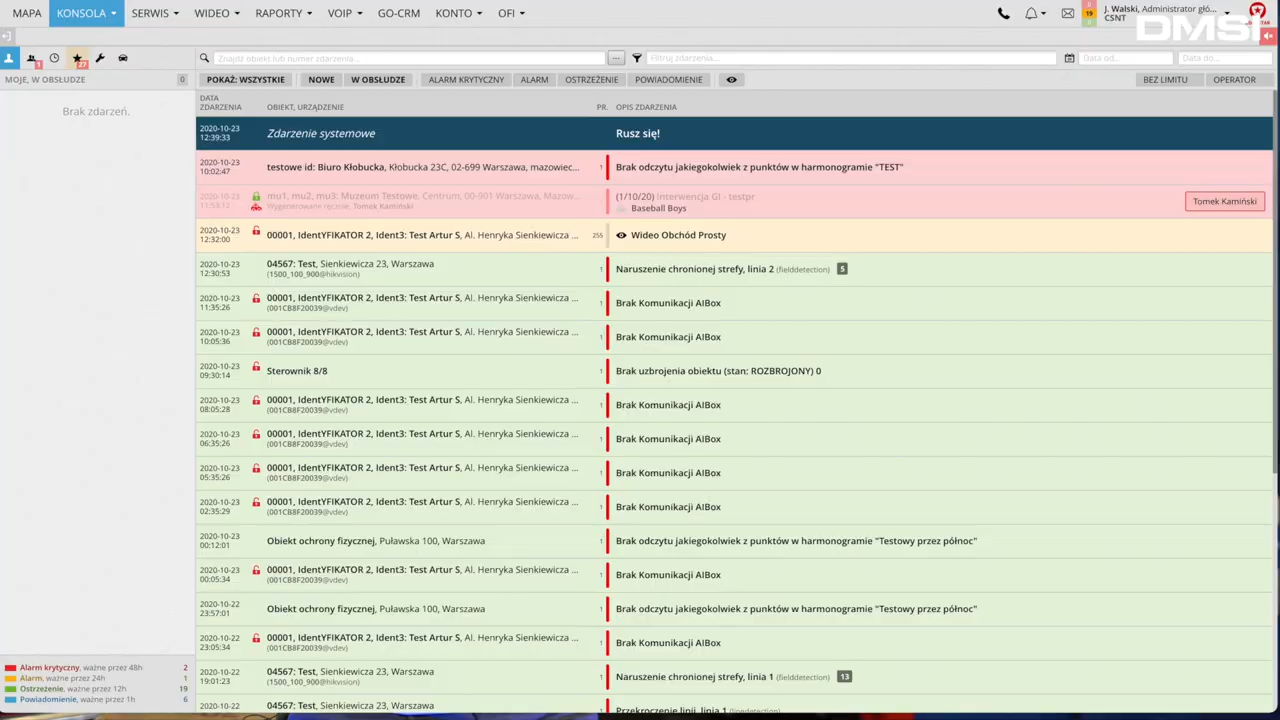 MAPA KONSOLA SERWIS WIDEO RAPORTY VOIP GO-CRM KONTO OFI
19
J. Walski, Administrator głó...
CSNT
DMSI
1 27
Znajdź obiekt lub numer zdarzenia...
Filtruj zdarzenia...
Data od...
Data do...
MOJE, W OBSŁUDZE 0
POKAŻ: WSZYSTKIE NOWE W OBSŁUDZE ALARM KRYTYCZNY ALARM OSTRZEŻENIE POWIADOMIENIE BEZ LIMITU OPERATOR
Brak zdarzeń.
DATA ZDARZENIA OBIEKT, URZĄDZENIE PR. OPIS ZDARZENIA
2020-10-23 12:39:33 Zdarzenie systemowe Rusz się!
2020-10-23 10:02:47 testowe id: Biuro Kłobucka, Kłobucka 23C, 02-699 Warszawa, mazowiec... 1 Brak odczytu jakiegokolwiek z punktów w harmonogramie "TEST"
2020-10-23 11:53:12 mu1, mu2, mu3: Muzeum Testowe, Centrum, 00-901 Warszawa, Mazow... 1 (1/10/20) Interwencja GI - testpr
Wygenerowane ręcznie, Tomek Kamiński Baseball Boys Tomek Kamiński
2020-10-23 12:32:00 00001, IdentYFIKATOR 2, Ident3: Test Artur S, Al. Henryka Sienkiewicza ... 255 Wideo Obchód Prosty
2020-10-23 12:30:53 04567: Test, Sienkiewicza 23, Warszawa 1 Naruszenie chronionej strefy, linia 2 (fielddetection) 5
(1500_100_900@hikvision)
2020-10-23 11:35:26 00001, IdentYFIKATOR 2, Ident3: Test Artur S, Al. Henryka Sienkiewicza ... 1 Brak Komunikacji AIBox
(001CB8F20039@vdev)
2020-10-23 10:05:36 00001, IdentYFIKATOR 2, Ident3: Test Artur S, Al. Henryka Sienkiewicza ... 1 Brak Komunikacji AIBox
(001CB8F20039@vdev)
2020-10-23 09:30:14 Sterownik 8/8 1 Brak uzbrojenia obiektu (stan: ROZBROJONY) 0
2020-10-23 08:05:28 00001, IdentYFIKATOR 2, Ident3: Test Artur S, Al. Henryka Sienkiewicza ... 1 Brak Komunikacji AIBox
(001CB8F20039@vdev)
2020-10-23 06:35:26 00001, IdentYFIKATOR 2, Ident3: Test Artur S, Al. Henryka Sienkiewicza ... 1 Brak Komunikacji AIBox
(001CB8F20039@vdev)
2020-10-23 05:35:26 00001, IdentYFIKATOR 2, Ident3: Test Artur S, Al. Henryka Sienkiewicza ... 1 Brak Komunikacji AIBox
(001CB8F20039@vdev)
2020-10-23 02:35:29 00001, IdentYFIKATOR 2, Ident3: Test Artur S, Al. Henryka Sienkiewicza ... 1 Brak Komunikacji AIBox
(001CB8F20039@vdev)
2020-10-23 00:12:01 Obiekt ochrony fizycznej, Puławska 100, Warszawa 1 Brak odczytu jakiegokolwiek z punktów w harmonogramie "Testowy przez północ"
2020-10-23 00:05:34 00001, IdentYFIKATOR 2, Ident3: Test Artur S, Al. Henryka Sienkiewicza ... 1 Brak Komunikacji AIBox
(001CB8F20039@vdev)
2020-10-22 23:57:01 Obiekt ochrony fizycznej, Puławska 100, Warszawa 1 Brak odczytu jakiegokolwiek z punktów w harmonogramie "Testowy przez północ"
2020-10-22 23:05:34 00001, IdentYFIKATOR 2, Ident3: Test Artur S, Al. Henryka Sienkiewicza ... 1 Brak Komunikacji AIBox
(001CB8F20039@vdev)
2020-10-22 19:01:23 04567: Test, Sienkiewicza 23, Warszawa 1 Naruszenie chronionej strefy, linia 1 (fielddetection) 13
(1500_100_900@hikvision)
2020-10-22 04567: Test, Sienkiewicza 23, Warszawa Przekroczenie linii, linia 1 (linedetection)
Alarm krytyczny, ważne przez 48h 2
Alarm, ważne przez 24h 1
Ostrzeżenie, ważne przez 12h 19
Powiadomienie, ważne przez 1h 6